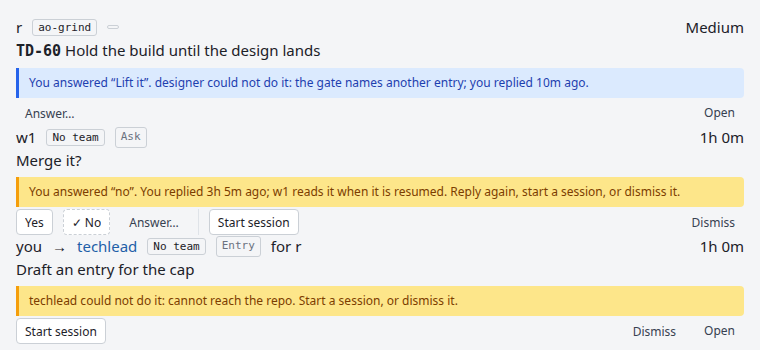 r ao-grind Medium
TD-60 Hold the build until the design lands
You answered “Lift it”. designer could not do it: the gate names another entry; you replied 10m ago.
Answer... Open
w1 No team Ask 1h 0m
Merge it?
You answered “no”. You replied 3h 5m ago; w1 reads it when it is resumed. Reply again, start a session, or dismiss it.
Yes ✓ No Answer... Start session Dismiss
you → techlead No team Entry for r 1h 0m
Draft an entry for the cap
techlead could not do it: cannot reach the repo. Start a session, or dismiss it.
Start session Dismiss Open